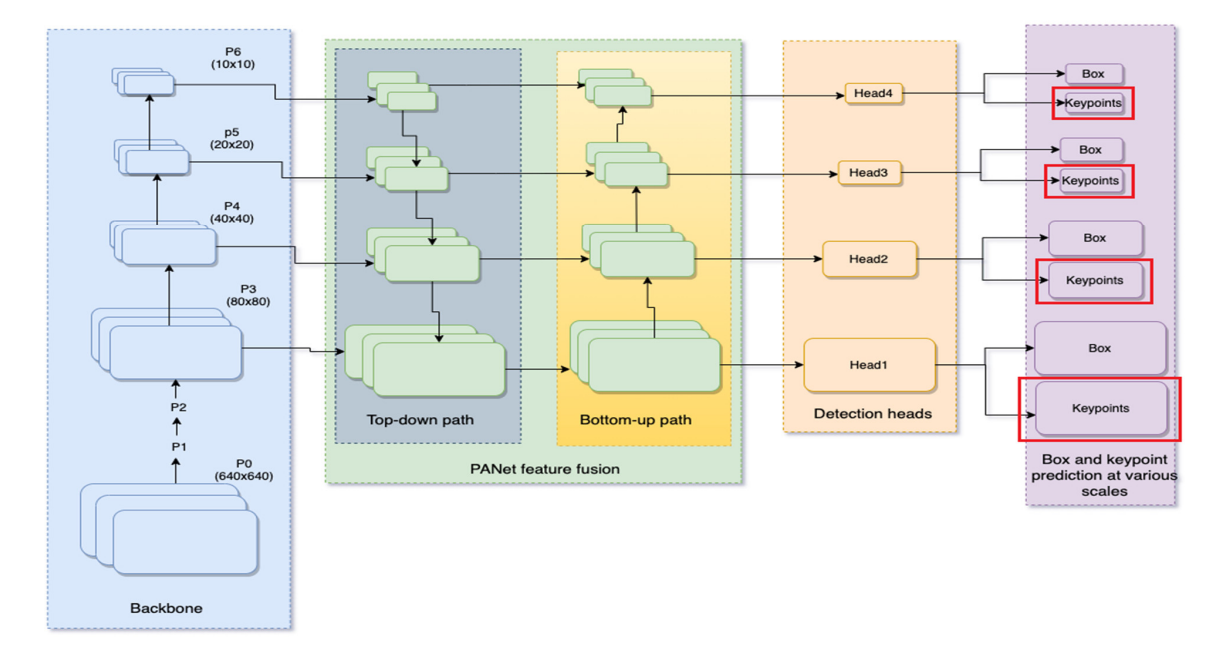 P6
(10x10)
p5
(20x20)
P4
(40x40)
P3
(80x80)
P2
P1
P0
(640x640)
Backbone
Top-down path
Bottom-up path
PANet feature fusion
Head4
Head3
Head2
Head1
Detection heads
Box
Keypoints
Box
Keypoints
Box
Keypoints
Box
Keypoints
Box and keypoint
prediction at various
scales